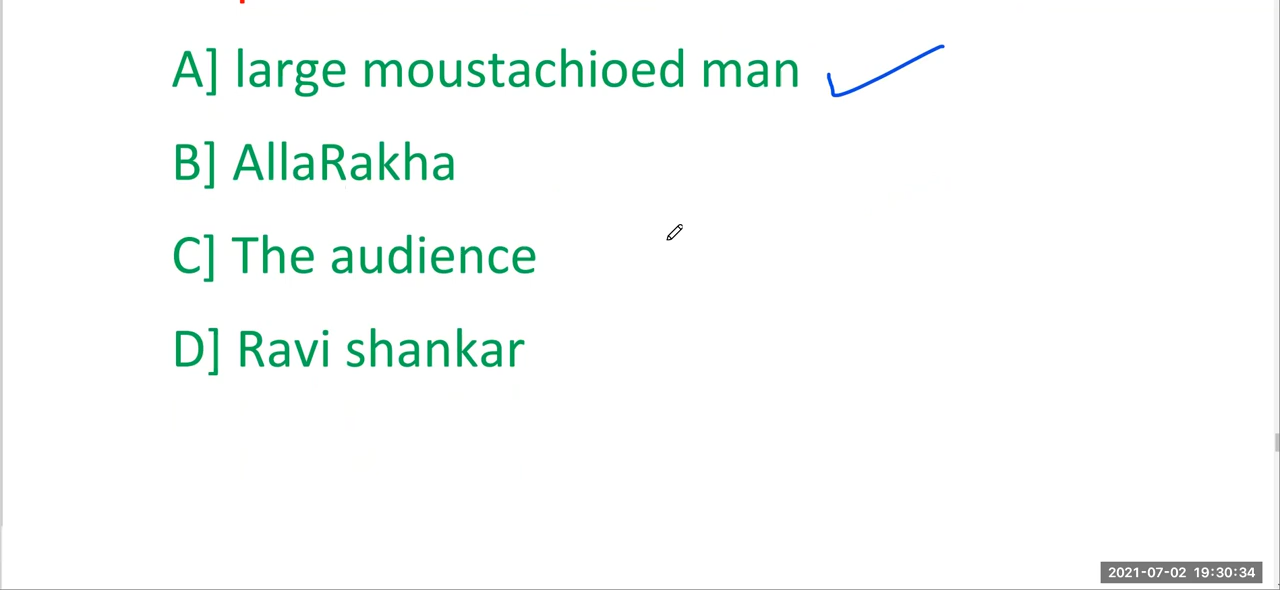 A] large moustachioed man
B] AllaRakha
C] The audience
D] Ravi shankar
2021-07-02 19:30:34